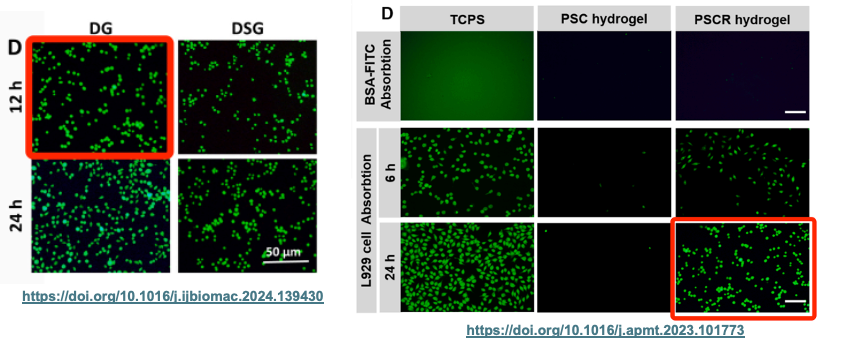 D
DG DSG
12 h
24 h
50 μm
https://doi.org/10.1016/j.ijbiomac.2024.139430
D
TCPS PSC hydrogel PSCR hydrogel
BSA-FITC
Absorbtion
L929 cell Absorbtion
6 h
24 h
https://doi.org/10.1016/j.apmt.2023.101773